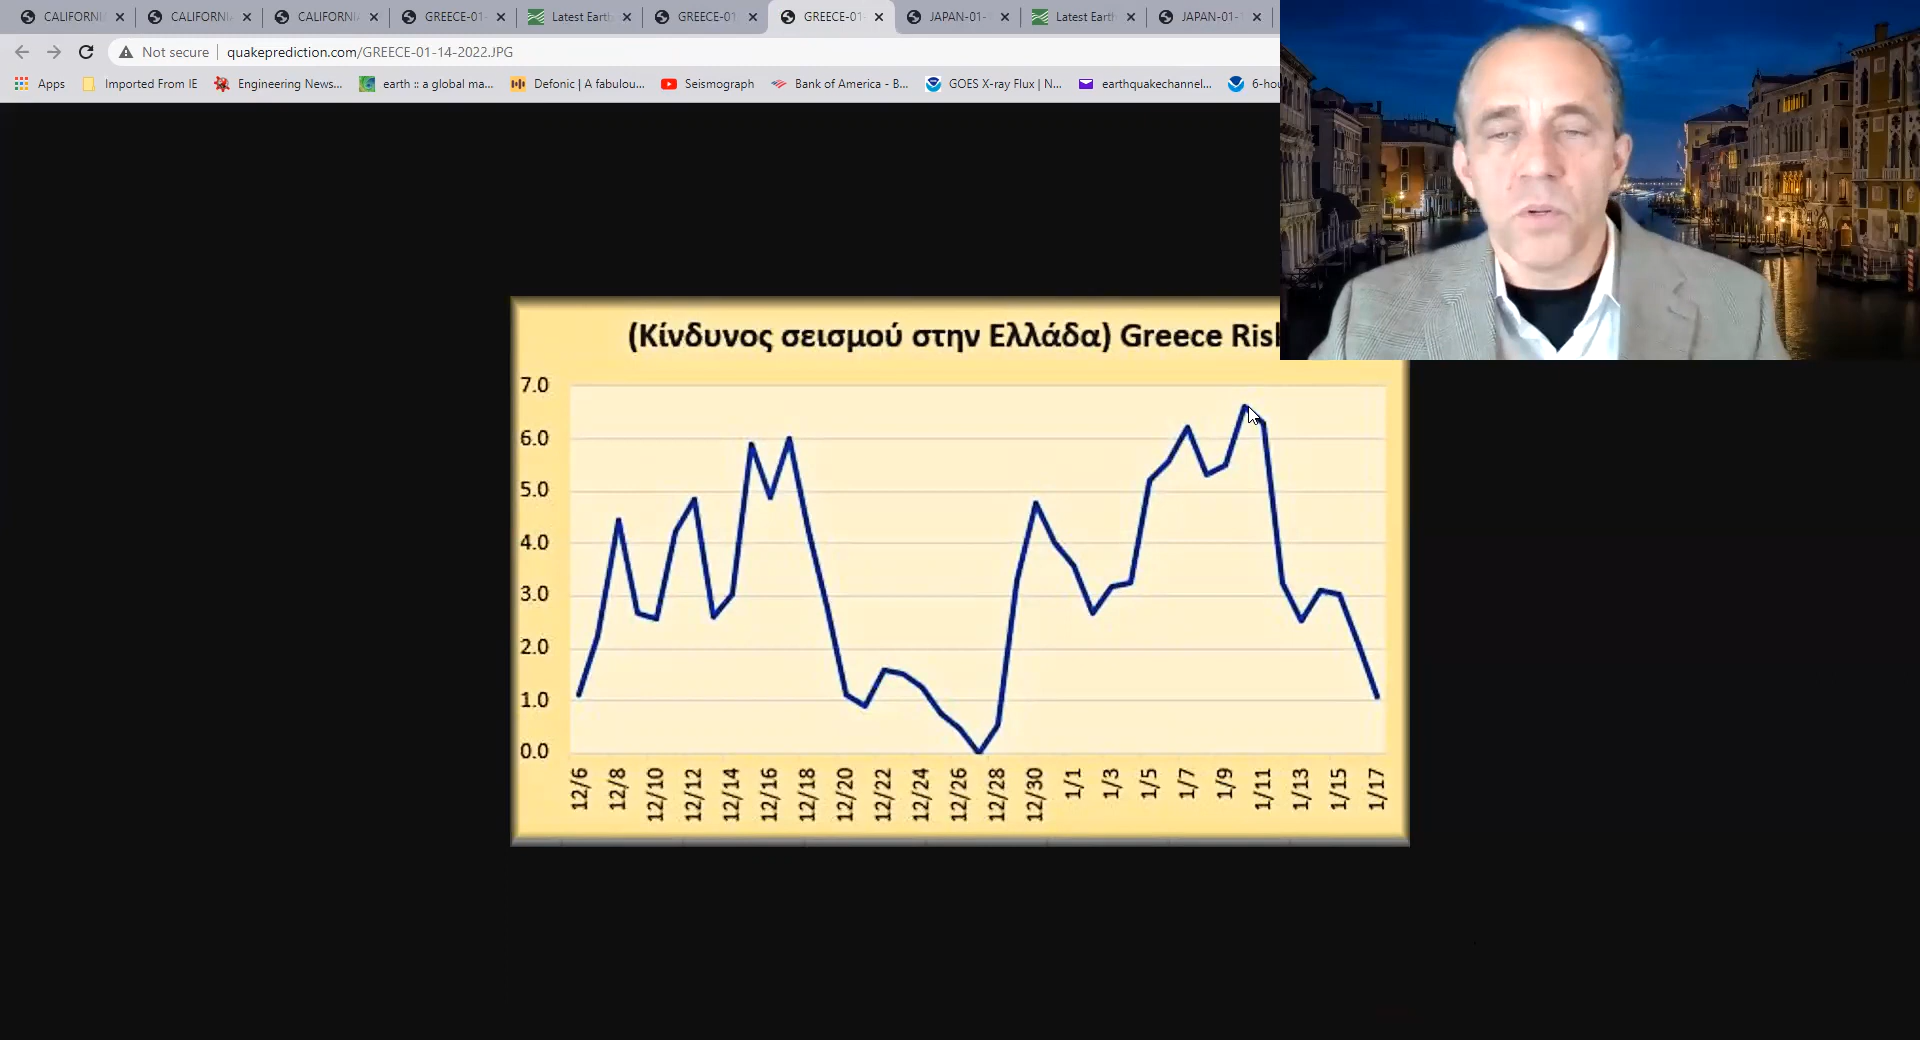 CALIFORNI
CALIFORNI
CALIFORNI
GREECE-01-
Latest Earth
GREECE-01
GREECE-01
JAPAN-01-
Latest Earth
JAPAN-01-
Not secure
quakeprediction.com/GREECE-01-14-2022.JPG
Apps
Imported From IE
Engineering News...
earth :: a global ma...
Defonic | A fabulou...
Seismograph
Bank of America - B...
GOES X-ray Flux | N...
earthquakechannel...
6-hou
(Κίνδυνος σεισμού στην Ελλάδα) Greece Risk
7.0
6.0
5.0
4.0
3.0
2.0
1.0
0.0
12/6
12/8
12/10
12/12
12/14
12/16
12/18
12/20
12/22
12/24
12/26
12/28
12/30
1/1
1/3
1/5
1/7
1/9
1/11
1/13
1/15
1/17